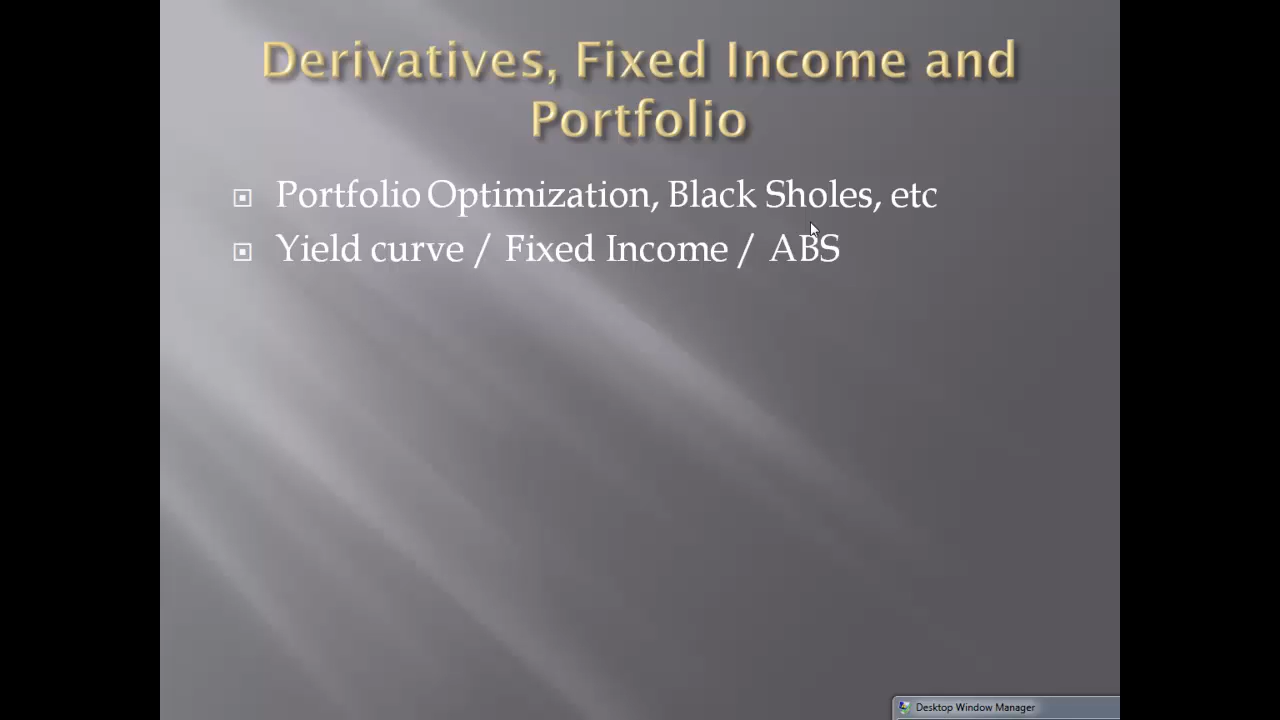 Derivatives, Fixed Income and
Portfolio
Portfolio Optimization, Black Sholes, etc
Yield curve / Fixed Income / ABS
Desktop Window Manager